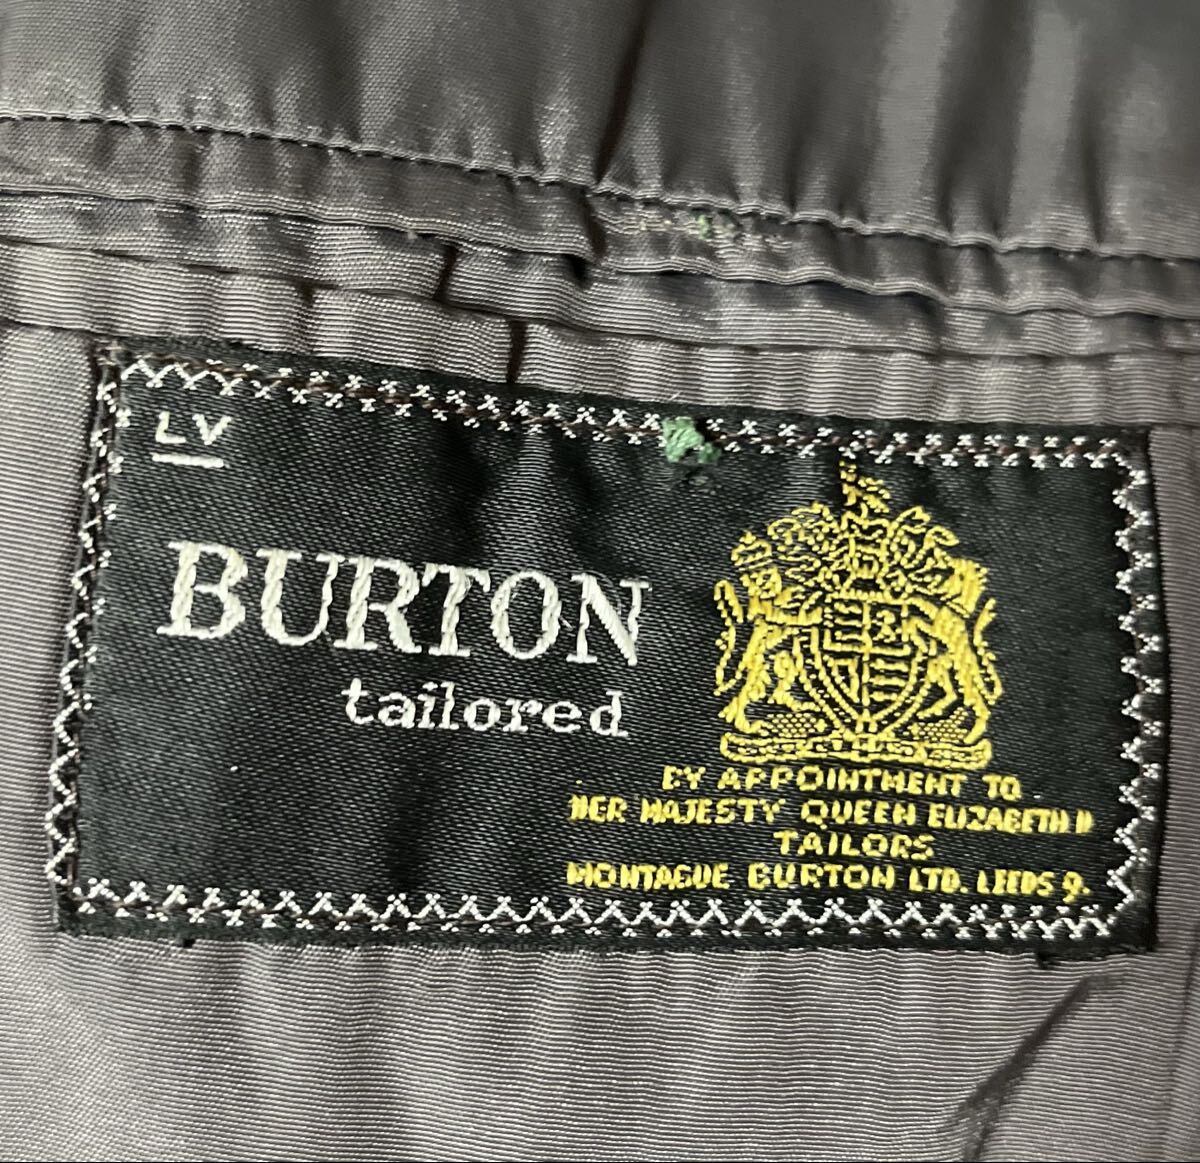 LV
BURTON
tailored
BY APPOINTMENT TO
HER MAJESTY QUEEN ELIZABETH II
TAILORS
MONTAGUE BURTON LTD. LEEDS 9.